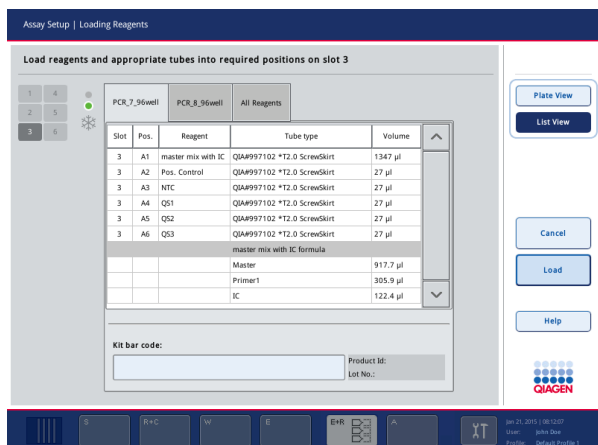 Assay Setup | Loading Reagents
Load reagents and appropriate tubes into required positions on slot 3
1 4
2 5
3 6
PCR_7_96well PCR_8_96well All Reagents
Slot Pos. Reagent Tube type Volume
3 A1 master mix with IC QIA#997102 *T2.0 ScrewSkirt 1347 µl
3 A2 Pos. Control QIA#997102 *T2.0 ScrewSkirt 27 µl
3 A3 NTC QIA#997102 *T2.0 ScrewSkirt 27 µl
3 A4 QS1 QIA#997102 *T2.0 ScrewSkirt 27 µl
3 A5 QS2 QIA#997102 *T2.0 ScrewSkirt 27 µl
3 A6 QS3 QIA#997102 *T2.0 ScrewSkirt 27 µl
master mix with IC formula
Master 917.7 µl
Primer1 305.9 µl
IC 122.4 µl
Kit bar code:
Product Id:
Lot No.:
Plate View
List View
Cancel
Load
Help
QIAGEN
S R+C W E E+R A
Jan 21, 2015 | 08:12:07
User: John Doe
Profile: Default Profile 1